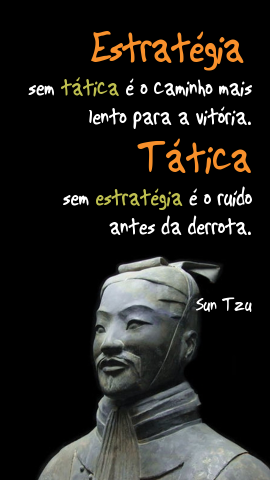 Estratégia
sem tática é o caminho mais
lento para a vitória.
Tática
sem estratégia é o ruído
antes da derrota.
Sun Tzu